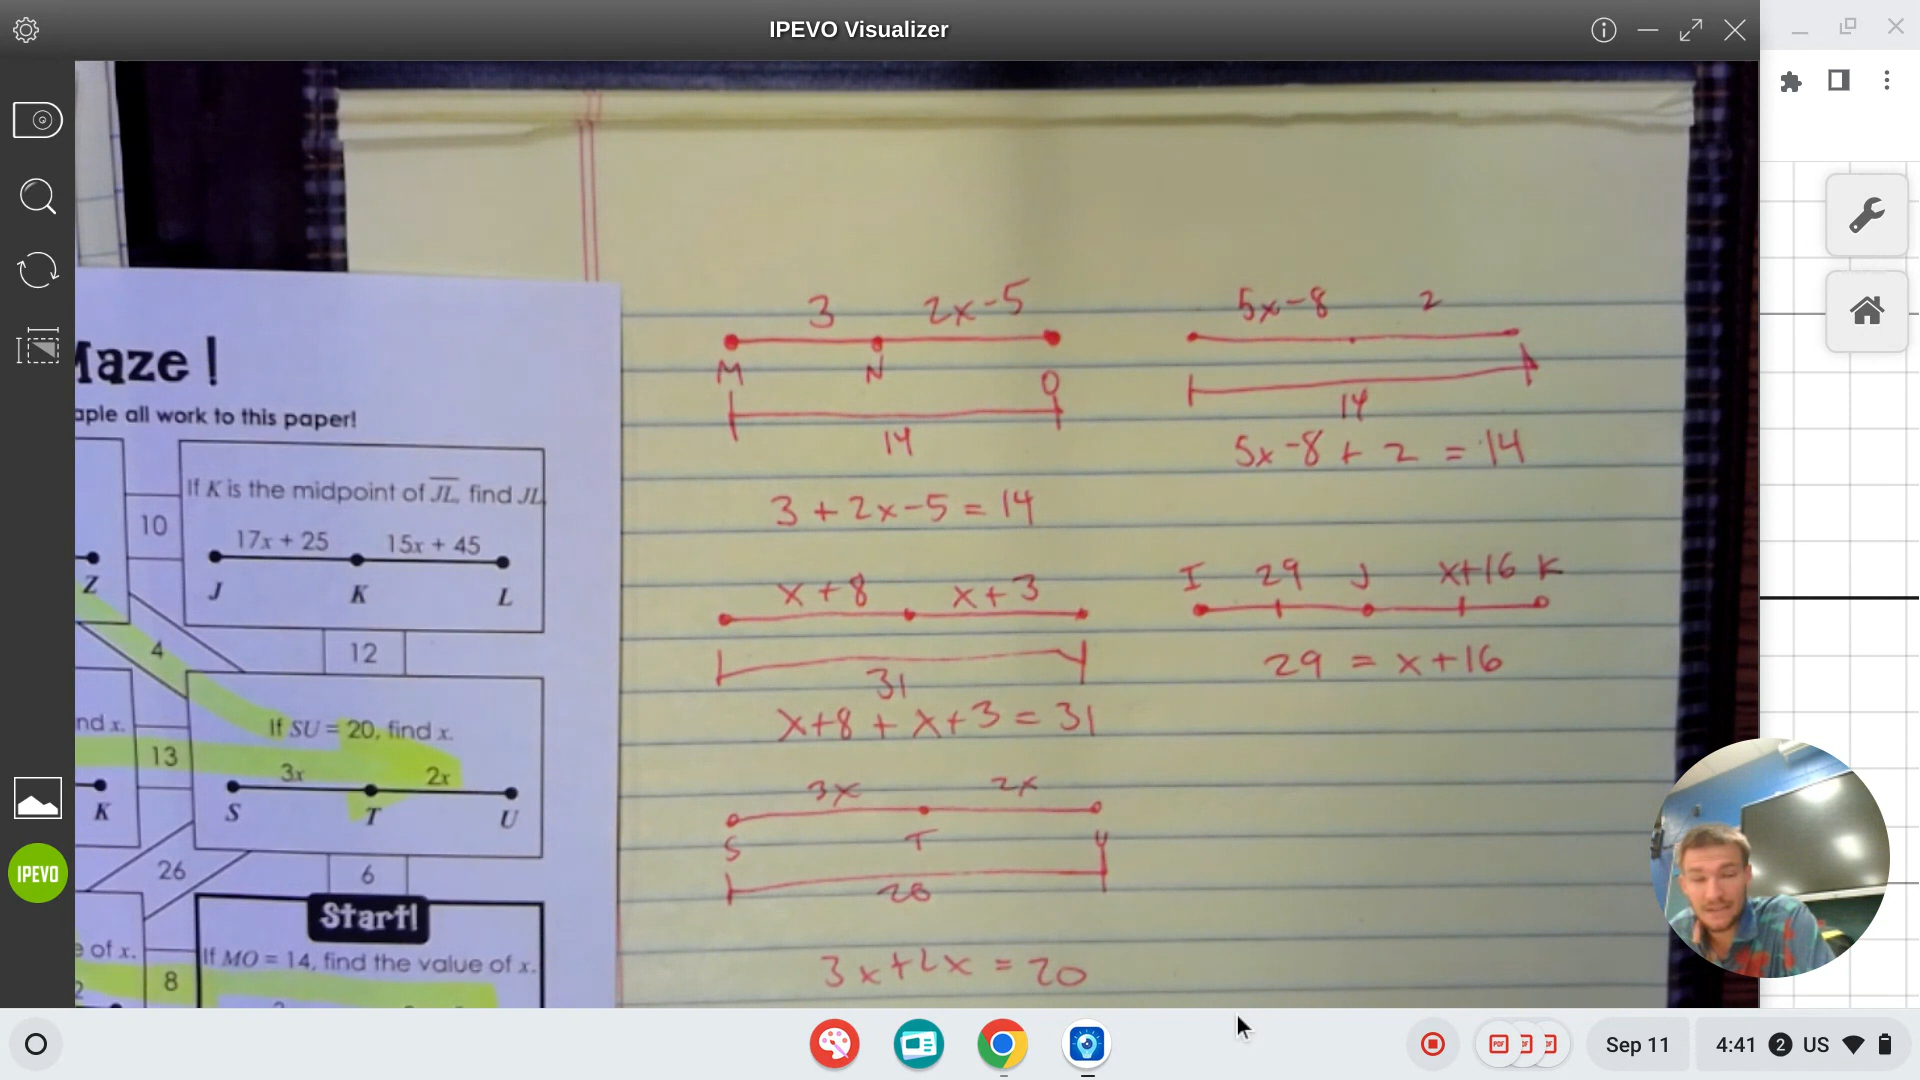 IPEVO Visualizer
Maze!
aple all work to this paper!
If K is the midpoint of JL, find JL
17x + 25
15x + 45
J
K
L
Z
10
4
12
nd x.
13
K
If SU = 20, find x.
3x
2x
S
T
U
26
6
Start!
e of x.
8
If MO = 14, find the value of x.
3
2x-5
M
N
O
14
3 + 2x-5 = 14
5x-8
2
14
5x-8 + 2 = 14
x+8
x+3
31
x+8 + x+3 = 31
I
29
J
x+16
K
29 = x+16
3x
2x
S
T
U
20
3x+2x = 20
IPEVO
PDF
Sep 11
4:41
2
US